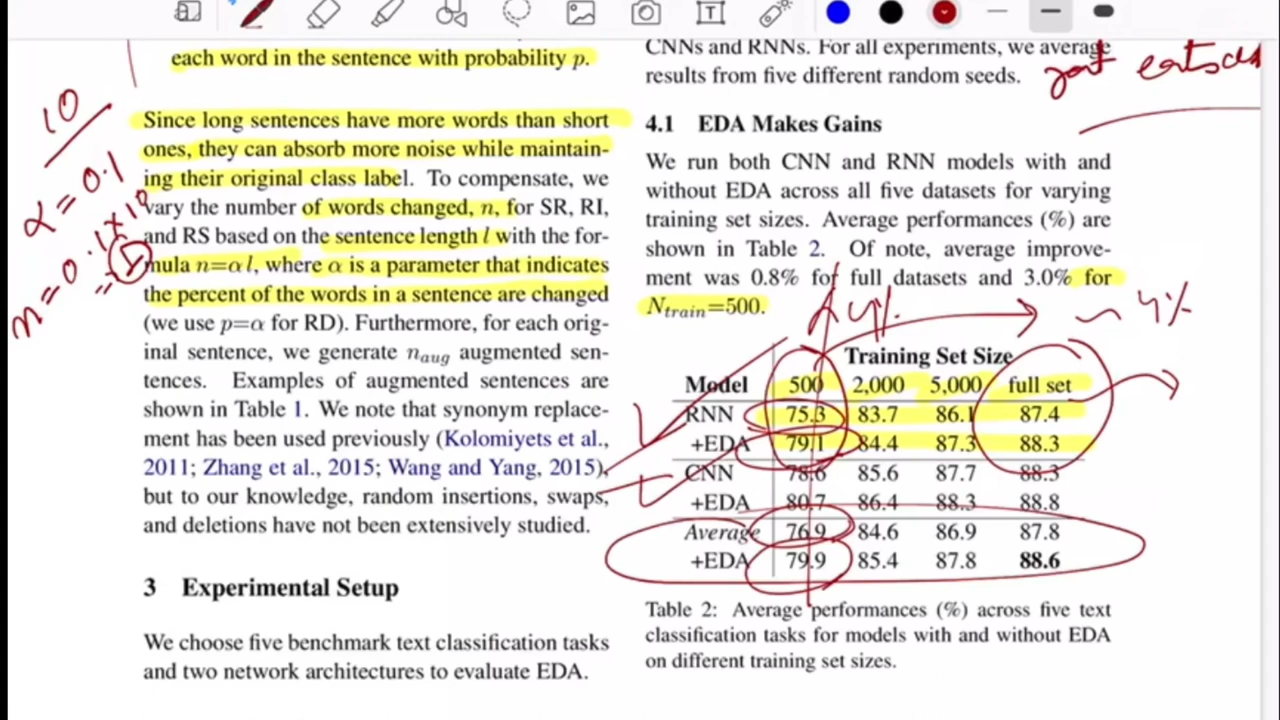 each word in the sentence with probability p.
Since long sentences have more words than short
ones, they can absorb more noise while maintain-
ing their original class label. To compensate, we
vary the number of words changed, n, for SR, RI,
and RS based on the sentence length l with the for-
mula n=αl, where α is a parameter that indicates
the percent of the words in a sentence are changed
(we use p=α for RD). Furthermore, for each orig-
inal sentence, we generate naug augmented sen-
tences. Examples of augmented sentences are
shown in Table 1. We note that synonym replace-
ment has been used previously (Kolomiyets et al.,
2011; Zhang et al., 2015; Wang and Yang, 2015),
but to our knowledge, random insertions, swaps,
and deletions have not been extensively studied.
3 Experimental Setup
We choose five benchmark text classification tasks
and two network architectures to evaluate EDA.
10
α = 0.1
n = 0.1 × 10
CNNs and RNNs. For all experiments, we average
results from five different random seeds.
4.1 EDA Makes Gains
We run both CNN and RNN models with and
without EDA across all five datasets for varying
training set sizes. Average performances (%) are
shown in Table 2. Of note, average improve-
ment was 0.8% for full datasets and 3.0% for
Ntrain=500.
4%
~ 4%
Training Set Size
Model 500 2,000 5,000 full set
RNN 75.3 83.7 86.1 87.4
+EDA 79.1 84.4 87.3 88.3
CNN 78.6 85.6 87.7 88.3
+EDA 80.7 86.4 88.3 88.8
Average 76.9 84.6 86.9 87.8
+EDA 79.9 85.4 87.8 88.6
Table 2: Average performances (%) across five text
classification tasks for models with and without EDA
on different training set sizes.